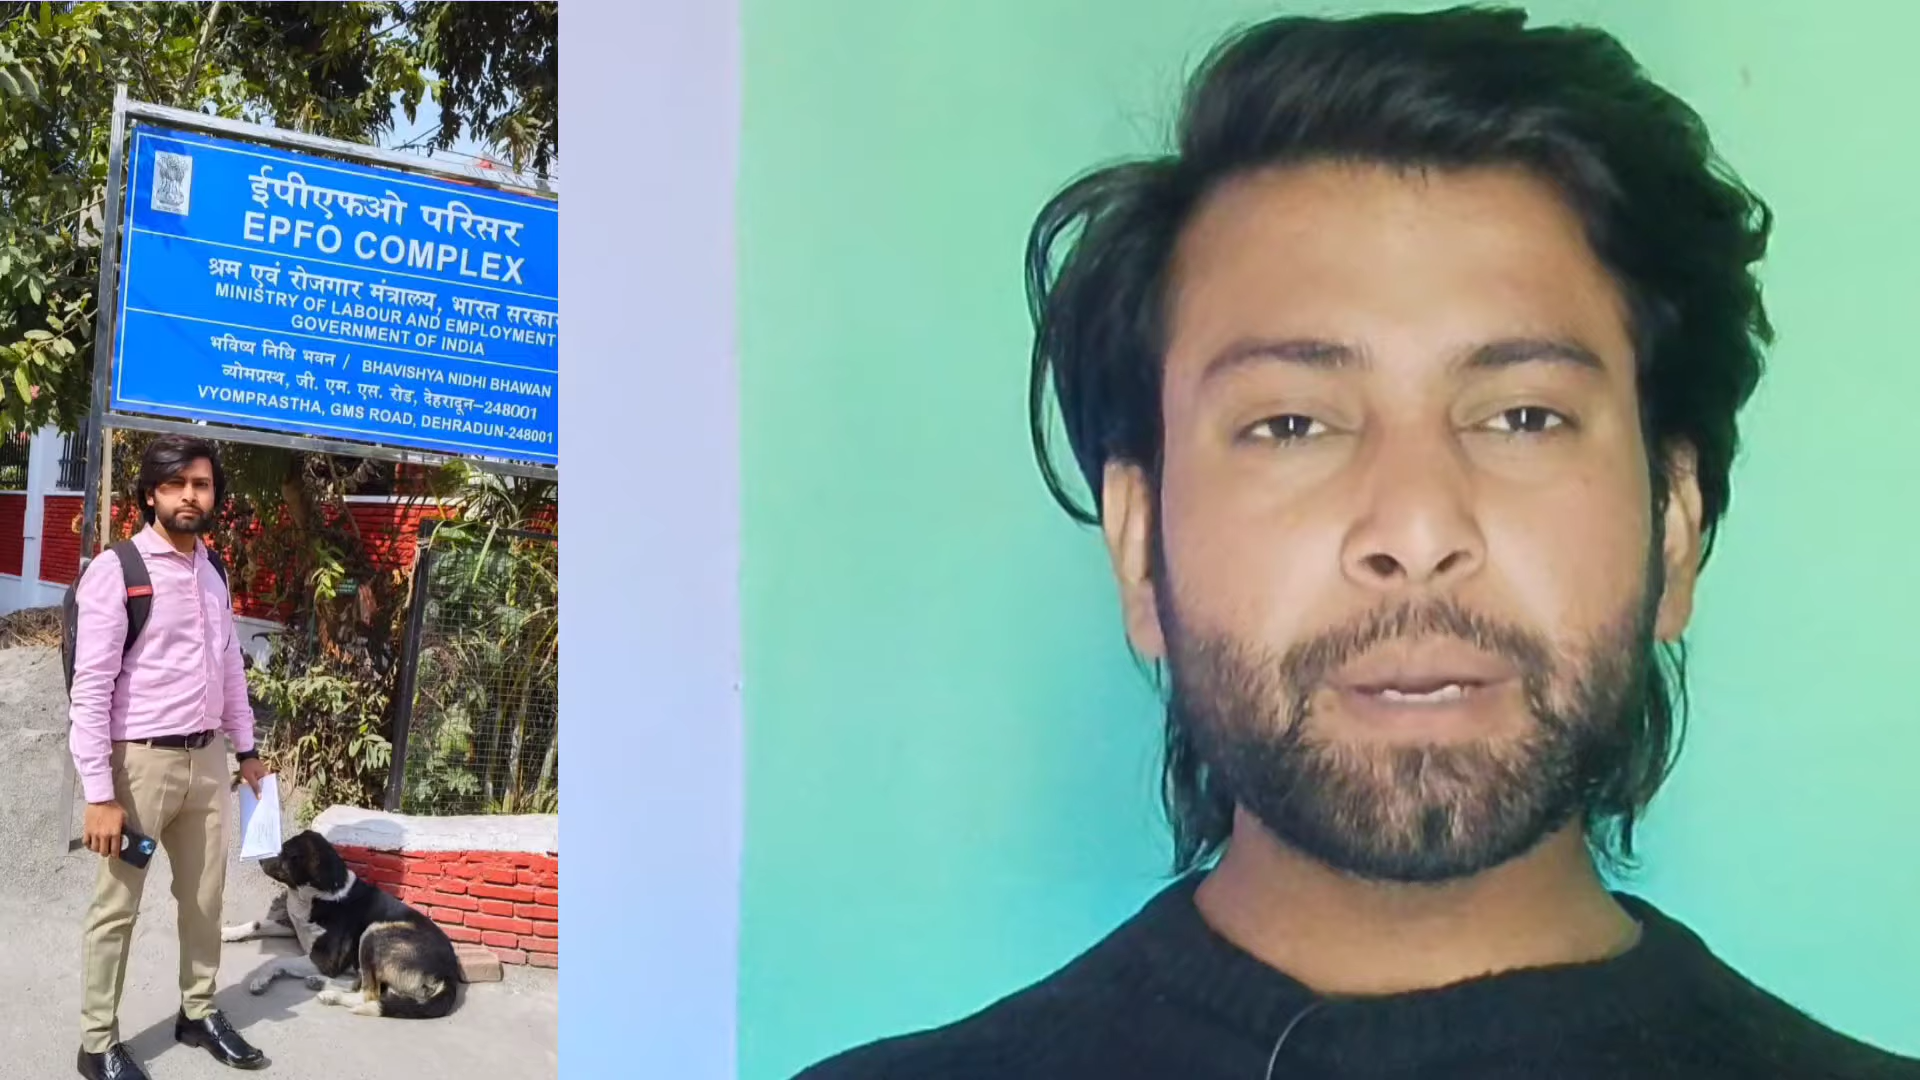 ईपीएफओ परिसर
EPFO COMPLEX
श्रम एवं रोजगार मंत्रालय, भारत सरकार
MINISTRY OF LABOUR AND EMPLOYMENT
GOVERNMENT OF INDIA
भविष्य निधि भवन / BHAVISHYA NIDHI BHAWAN
व्योमप्रस्थ, जी. एम. एस. रोड, देहरादून–248001
VYOMPRASTHA, GMS ROAD, DEHRADUN-248001